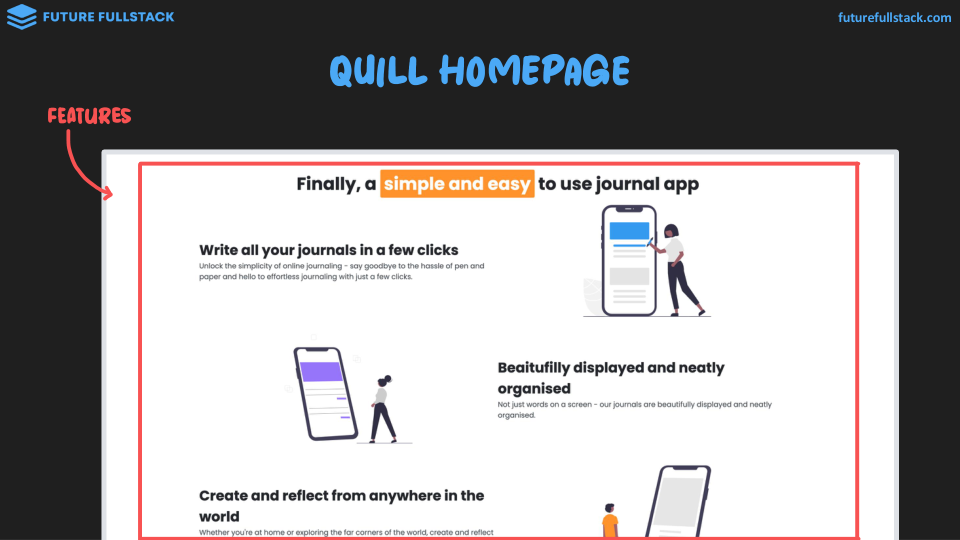 FUTURE FULLSTACK
futurefullstack.com
QUILL HOMEPAGE
FEATURES
Finally, a simple and easy to use journal app
Write all your journals in a few clicks
Unlock the simplicity of online journaling - say goodbye to the hassle of pen and
paper and hello to effortless journaling with just a few clicks.
Beaitufilly displayed and neatly
organised
Not just words on a screen - our journals are beautifully displayed and neatly
organised.
Create and reflect from anywhere in the
world
Whether you're at home or exploring the far corners of the world, create and reflect